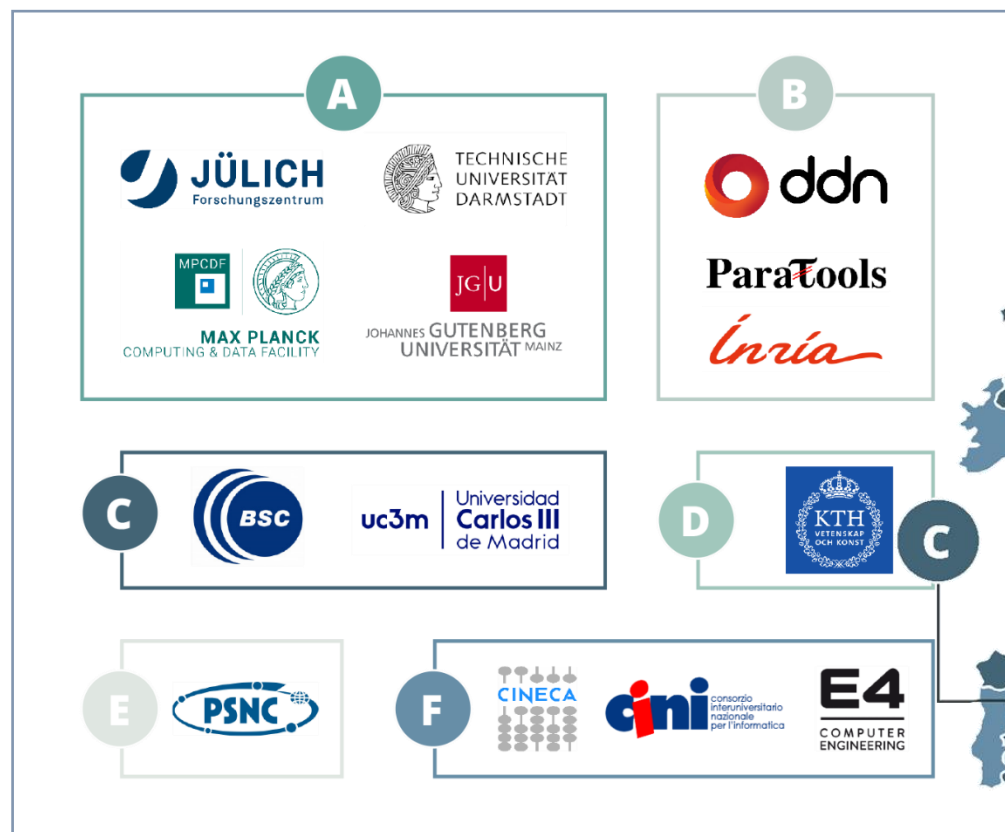 A
JÜLICH
Forschungszentrum
TECHNISCHE
UNIVERSITÄT
DARMSTADT
MPCDF
MAX PLANCK
COMPUTING & DATA FACILITY
JG|U
JOHANNES GUTENBERG
UNIVERSITÄT MAINZ
B
ddn
ParaTools
Inría
C
BSC
uc3m
Universidad
Carlos III
de Madrid
D
KTH
VETENSKAP
OCH KONST
C
E
PSNC
F
CINECA
cini
consorzio
interuniversitario
nazionale
per l'informatica
E4
COMPUTER
ENGINEERING